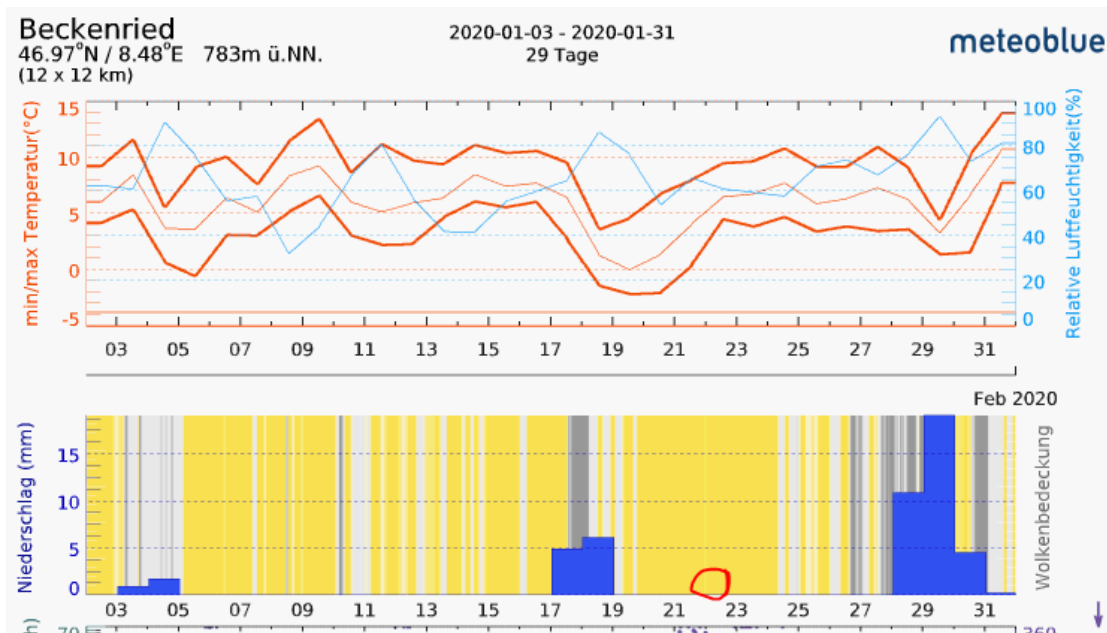 Beckenried
46.97°N / 8.48°E 783m ü.NN.
(12 x 12 km)
2020-01-03 - 2020-01-31
29 Tage
meteoblue
min/max Temperatur(°C)
15
10
5
0
-5
100
80
60
40
20
0
Relative Luftfeuchtigkeit(%)
03 05 07 09 11 13 15 17 19 21 23 25 27 29 31
Feb 2020
Niederschlag (mm)
15
10
5
0
Wolkenbedeckung
03 05 07 09 11 13 15 17 19 21 23 25 27 29 31
70
360